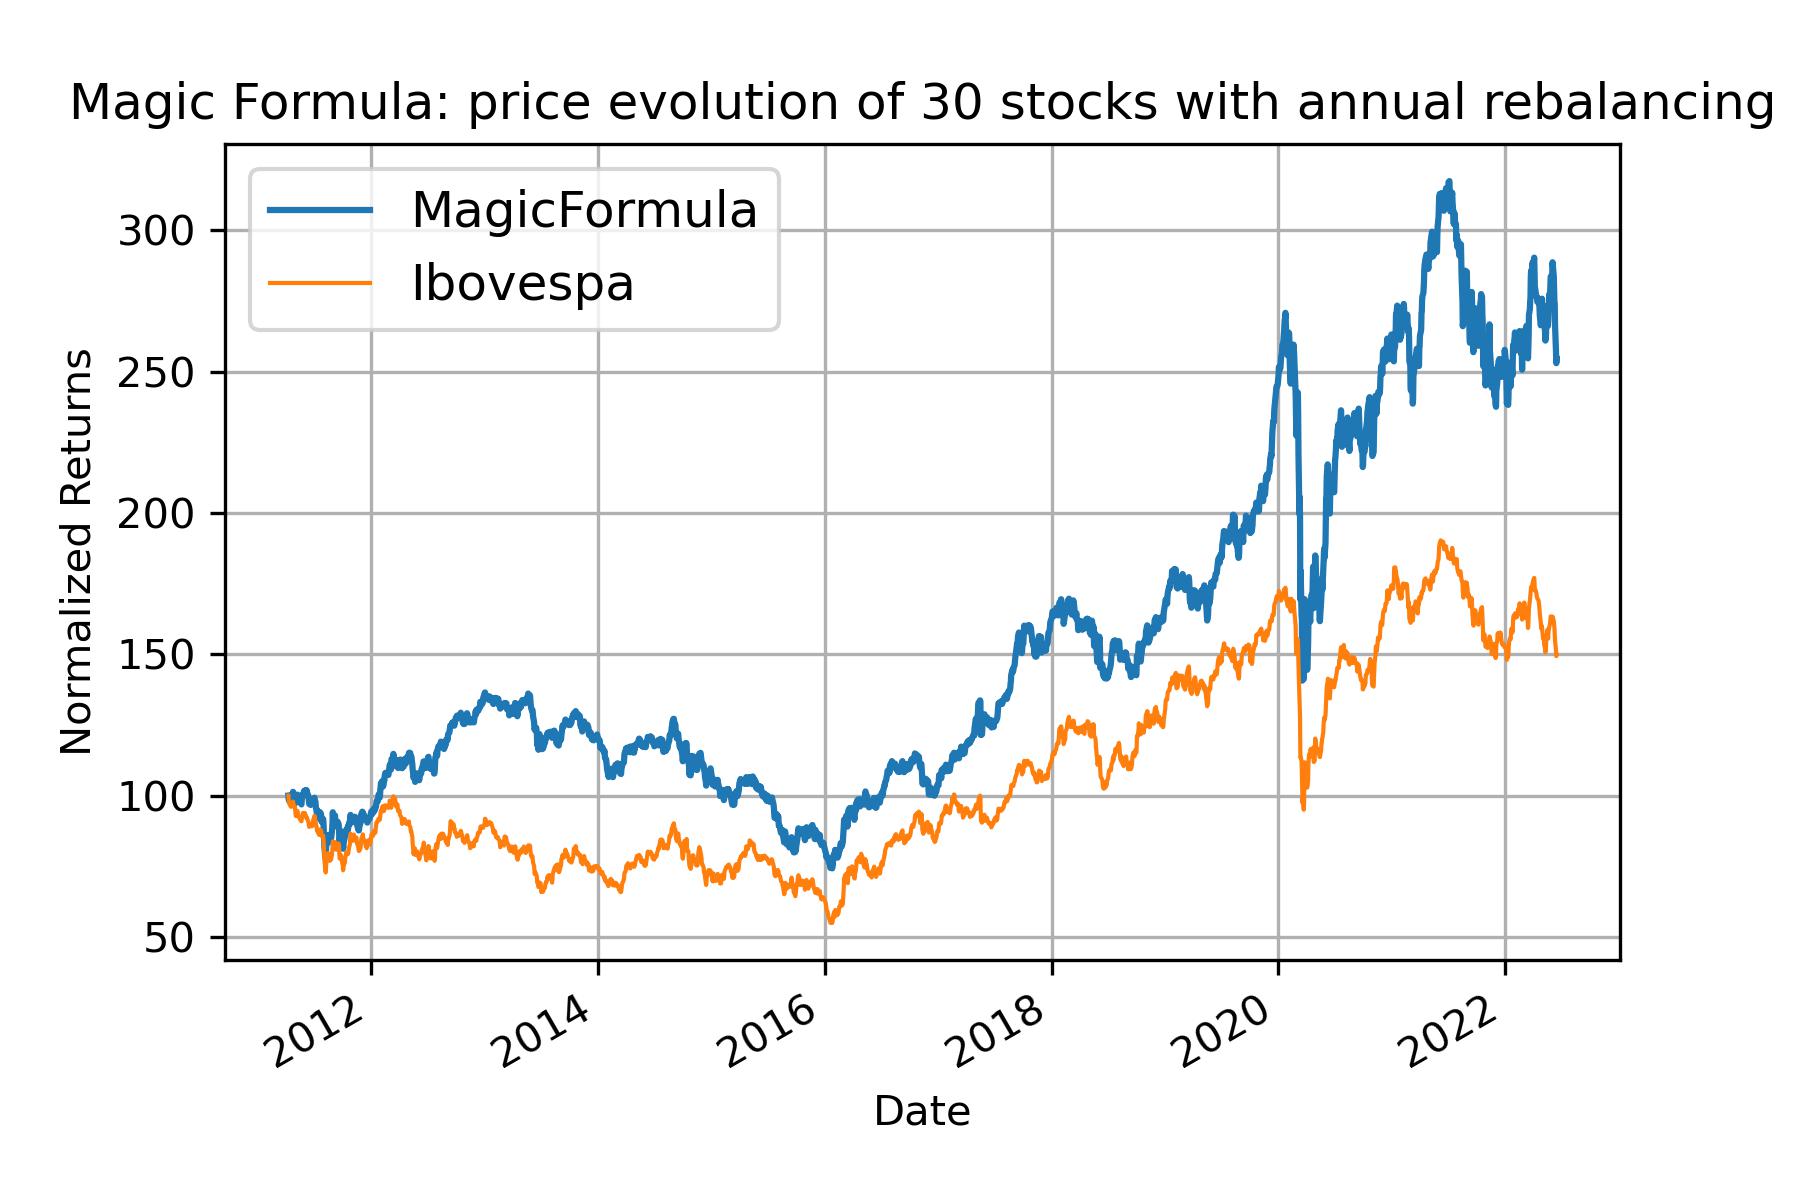 Magic Formula: price evolution of 30 stocks with annual rebalancing
MagicFormula
Ibovespa
Normalized Returns
300
250
200
150
100
50
2012
2014
2016
2018
2020
2022
Date